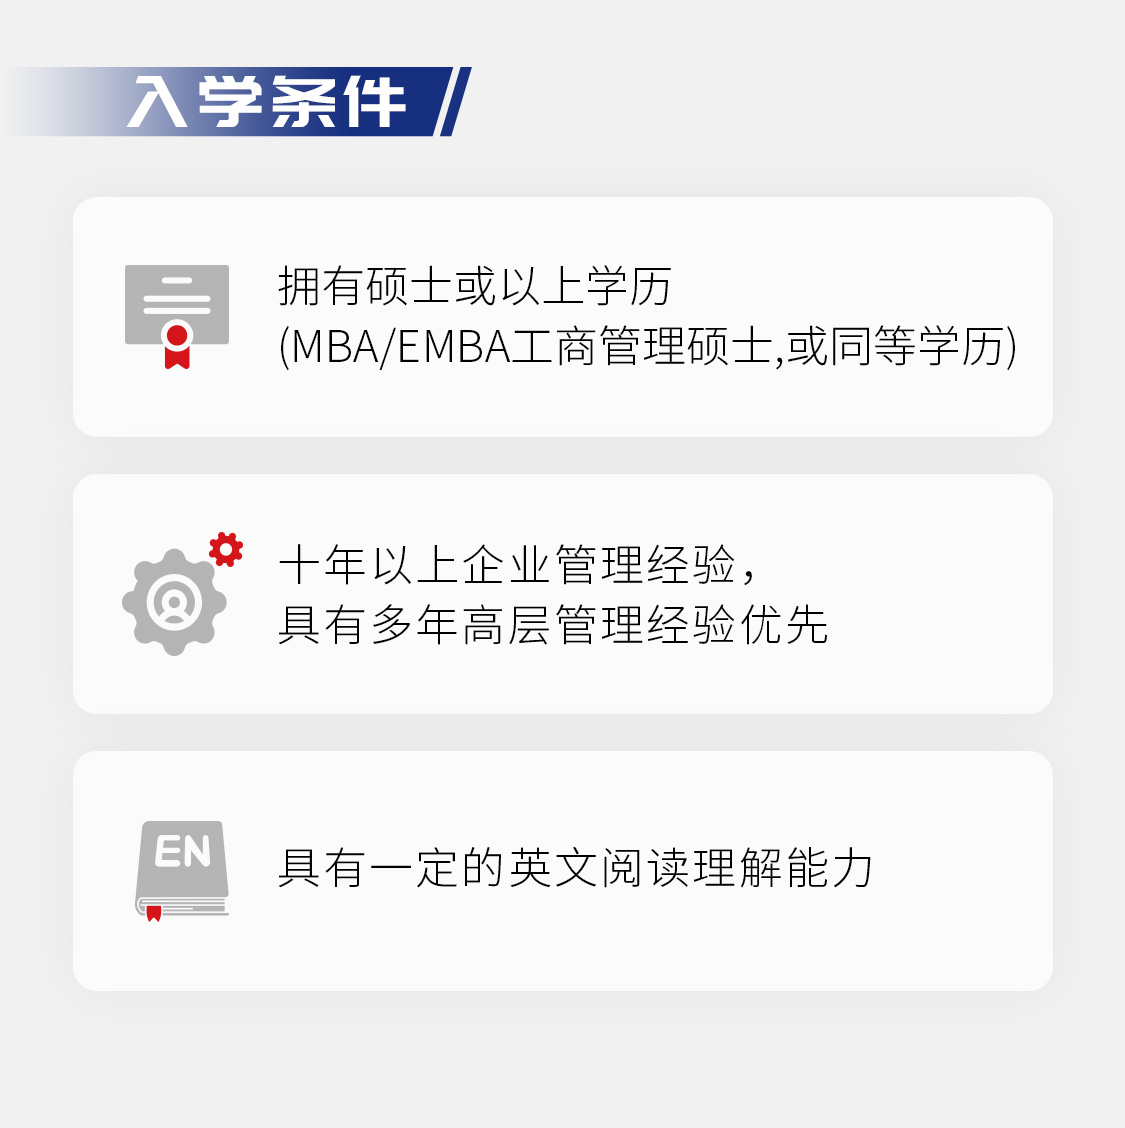 入学条件
拥有硕士或以上学历
(MBA/EMBA工商管理硕士,或同等学历)
十年以上企业管理经验，
具有多年高层管理经验优先
EN
具有一定的英文阅读理解能力